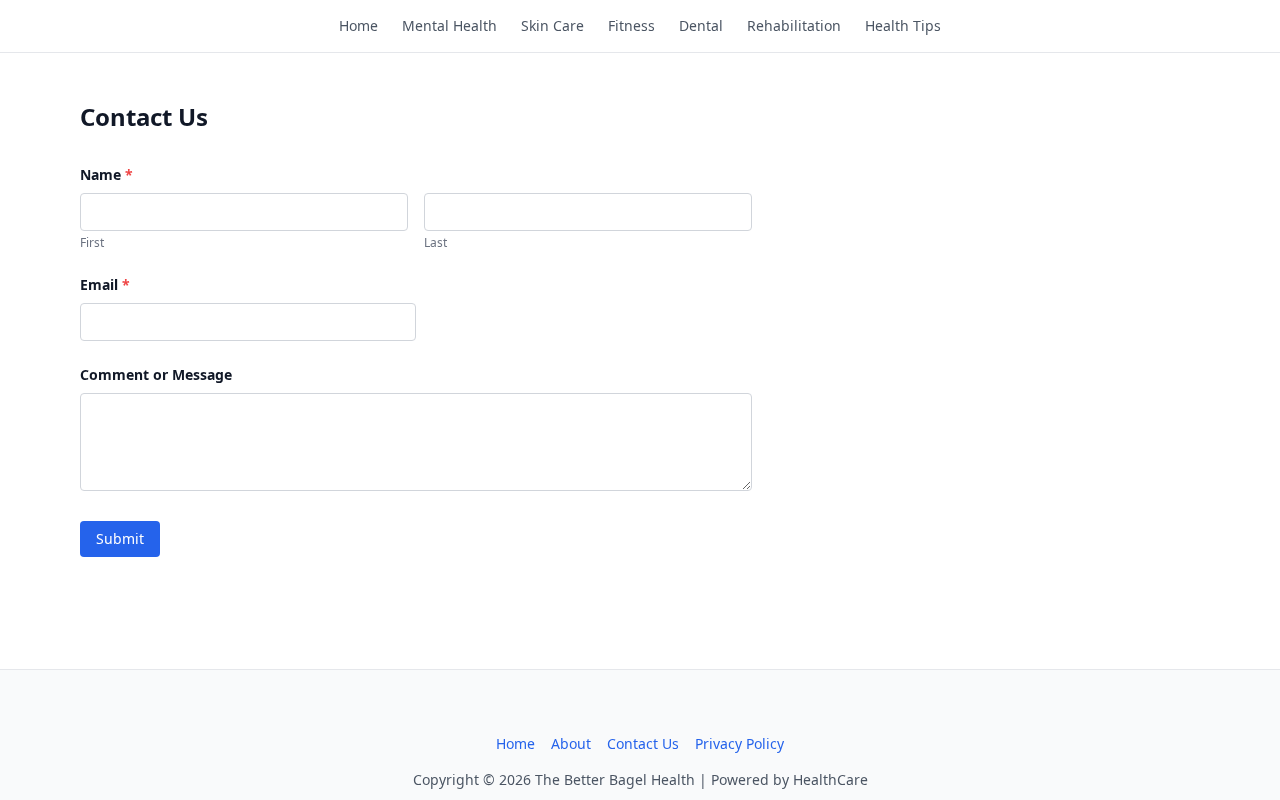 Home Mental Health Skin Care Fitness Dental Rehabilitation Health Tips
Contact Us
Name *
First Last
Email *
Comment or Message
Submit
Home About Contact Us Privacy Policy
Copyright © 2026 The Better Bagel Health | Powered by HealthCare